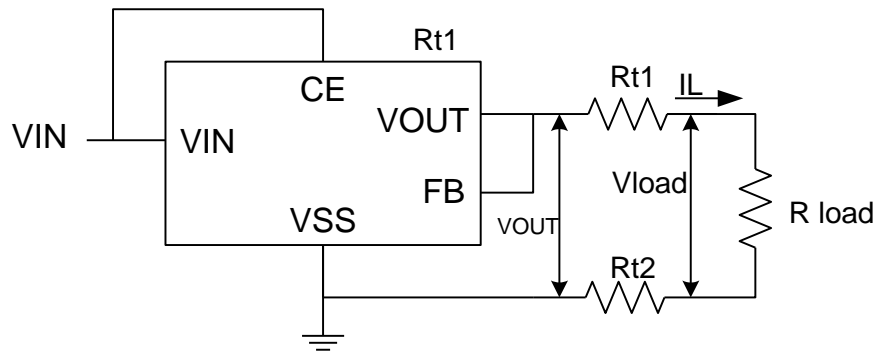 Rt1
CE
Rt1
IL
VOUT
VIN
VIN
Vload
FB
R load
VSS
VOUT
Rt2